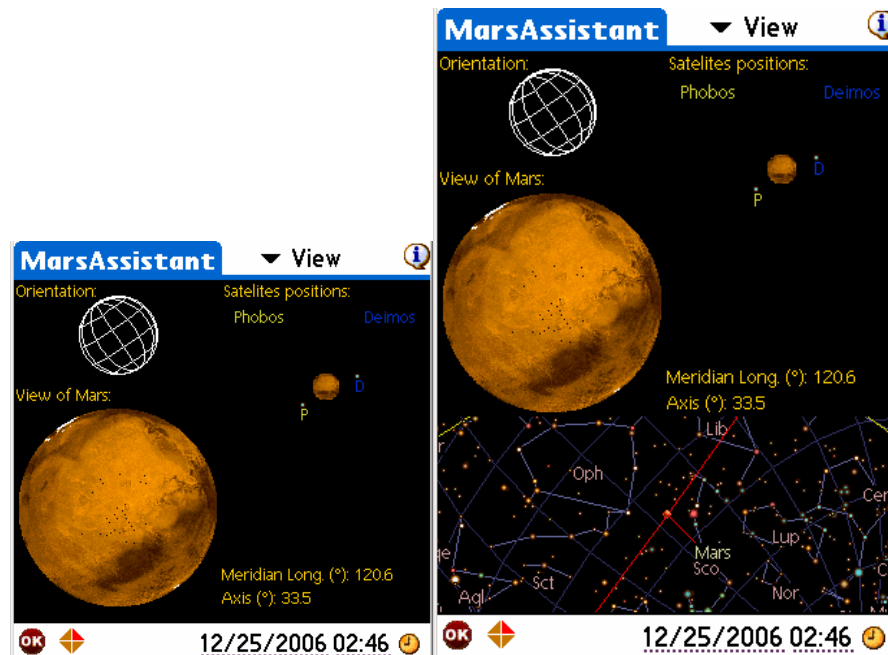 MarsAssistant View
Orientation: Satelites positions:
Phobos Deimos
View of Mars:
D
P
Meridian Long. (°): 120.6
Axis (°): 33.5
OK 12/25/2006 02:46
MarsAssistant View
Orientation: Satelites positions:
Phobos Deimos
D
View of Mars:
P
Meridian Long. (°): 120.6
Axis (°): 33.5
Lib
Oph
Cen
Lup
Mars
Sco
Sct
Nor
Agl
OK 12/25/2006 02:46